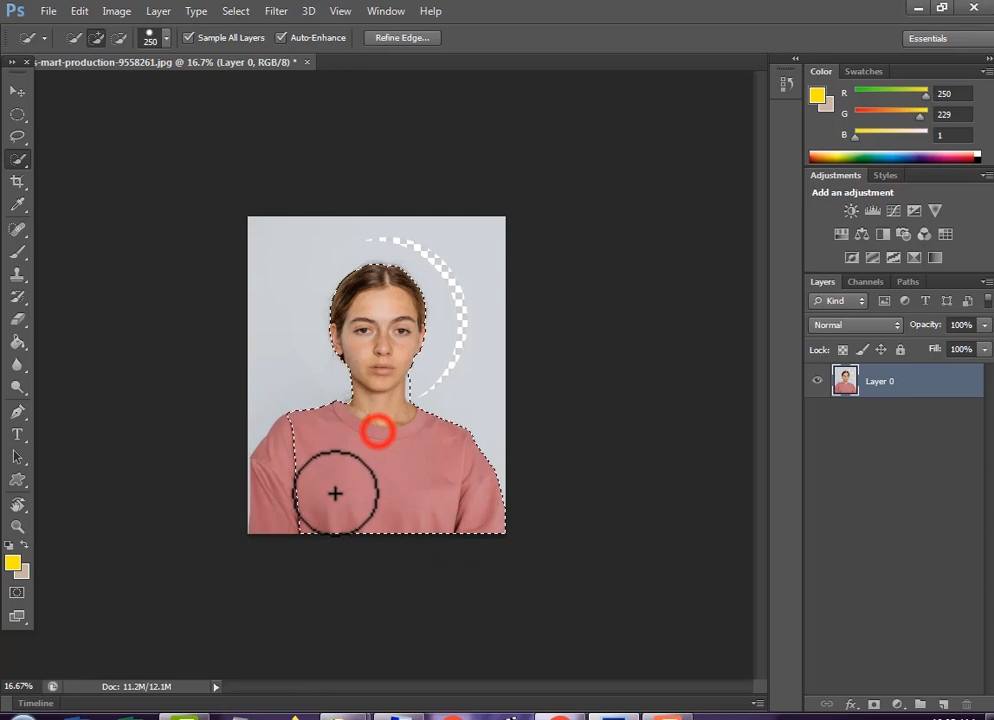 Ps File Edit Image Layer Type Select Filter 3D View Window Help
250 Sample All Layers Auto-Enhance Refine Edge... Essentials
s-mart-production-9558261.jpg @ 16.7% (Layer 0, RGB/8) * ×
Color Swatches
R 250
G 229
B 1
Adjustments Styles
Add an adjustment
Layers Channels Paths
Kind
Normal Opacity: 100%
Lock: Fill: 100%
Layer 0
T
16.67% Doc: 11.2M/12.1M
Timeline